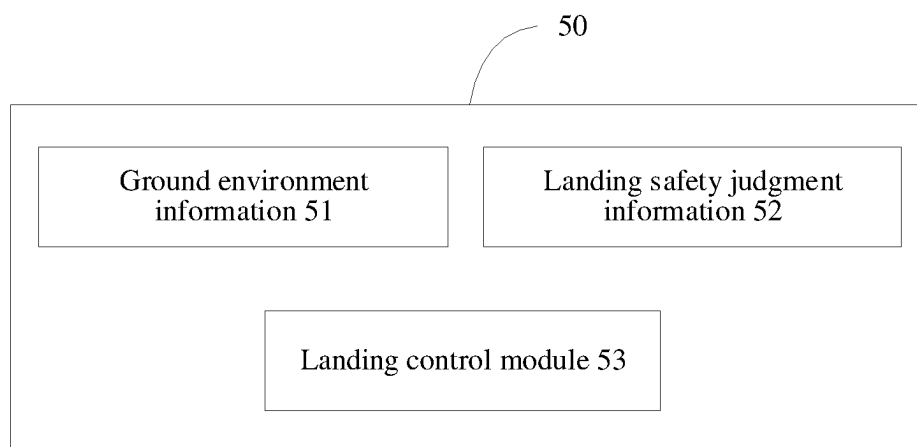 50
Ground environment
information 51
Landing safety judgment
information 52
Landing control module 53